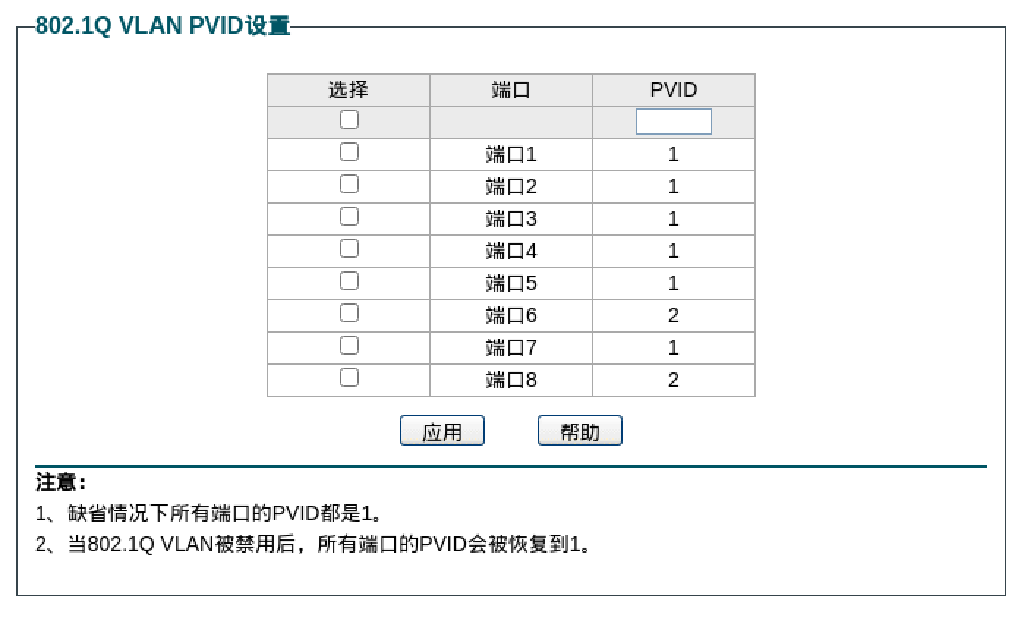 802.1Q VLAN PVID设置
选择 端口 PVID
端口1 1
端口2 1
端口3 1
端口4 1
端口5 1
端口6 2
端口7 1
端口8 2
应用 帮助
注意：
1、缺省情况下所有端口的PVID都是1。
2、当802.1Q VLAN被禁用后，所有端口的PVID会被恢复到1。